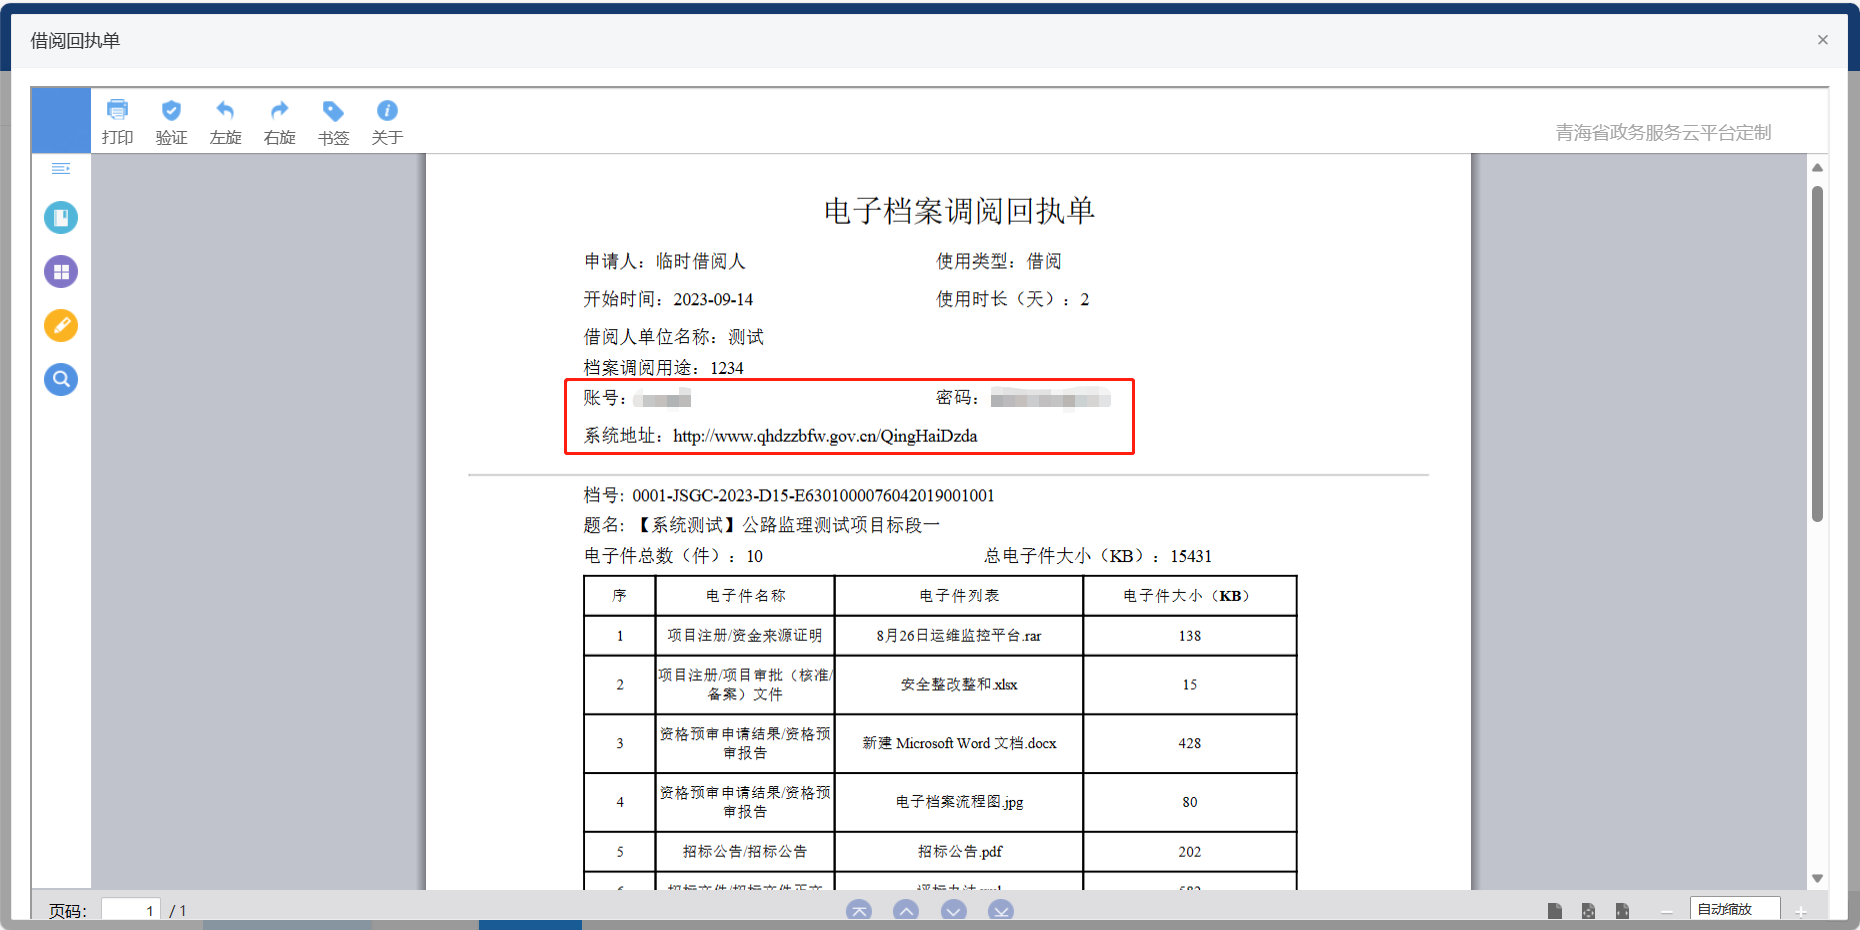 借阅回执单
×
打印 验证 左旋 右旋 书签 关于
青海省政务服务云平台定制
电子档案调阅回执单
申请人：临时借阅人 使用类型：借阅
开始时间：2023-09-14 使用时长（天）：2
借阅人单位名称：测试
档案调阅用途：1234
账号： 密码：
系统地址：http://www.qhdzzbfw.gov.cn/QingHaiDzda
档号: 0001-JSGC-2023-D15-E6301000076042019001001
题名: 【系统测试】公路监理测试项目标段一
电子件总数（件）：10 总电子件大小（KB）：15431
序 电子件名称 电子件列表 电子件大小（KB）
1 项目注册/资金来源证明 8月26日运维监控平台.rar 138
2 项目注册/项目审批（核准/备案）文件 安全整改整和.xlsx 15
3 资格预审申请结果/资格预审报告 新建 Microsoft Word 文档.docx 428
4 资格预审申请结果/资格预审报告 电子档案流程图.jpg 80
5 招标公告/招标公告 招标公告.pdf 202
页码： 1 / 1 自动缩放